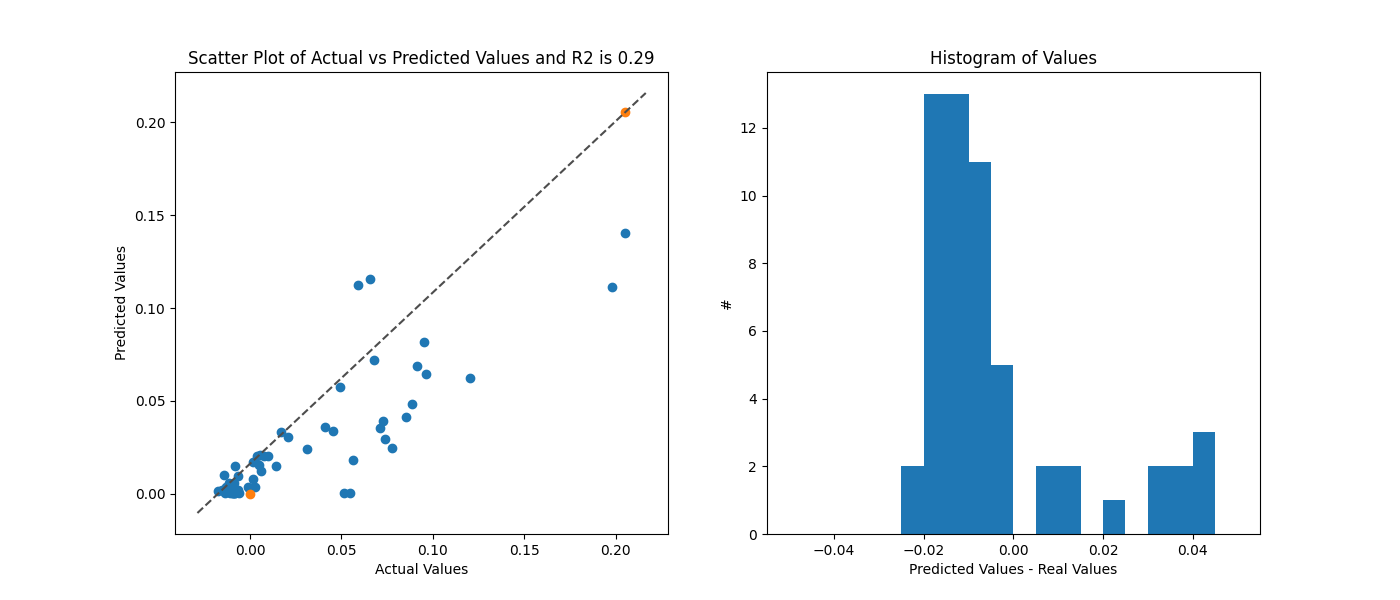 Scatter Plot of Actual vs Predicted Values and R2 is 0.29
Predicted Values
0.20
0.15
0.10
0.05
0.00
0.00 0.05 0.10 0.15 0.20
Actual Values
Histogram of Values
#
12
10
8
6
4
2
0
−0.04 −0.02 0.00 0.02 0.04
Predicted Values - Real Values